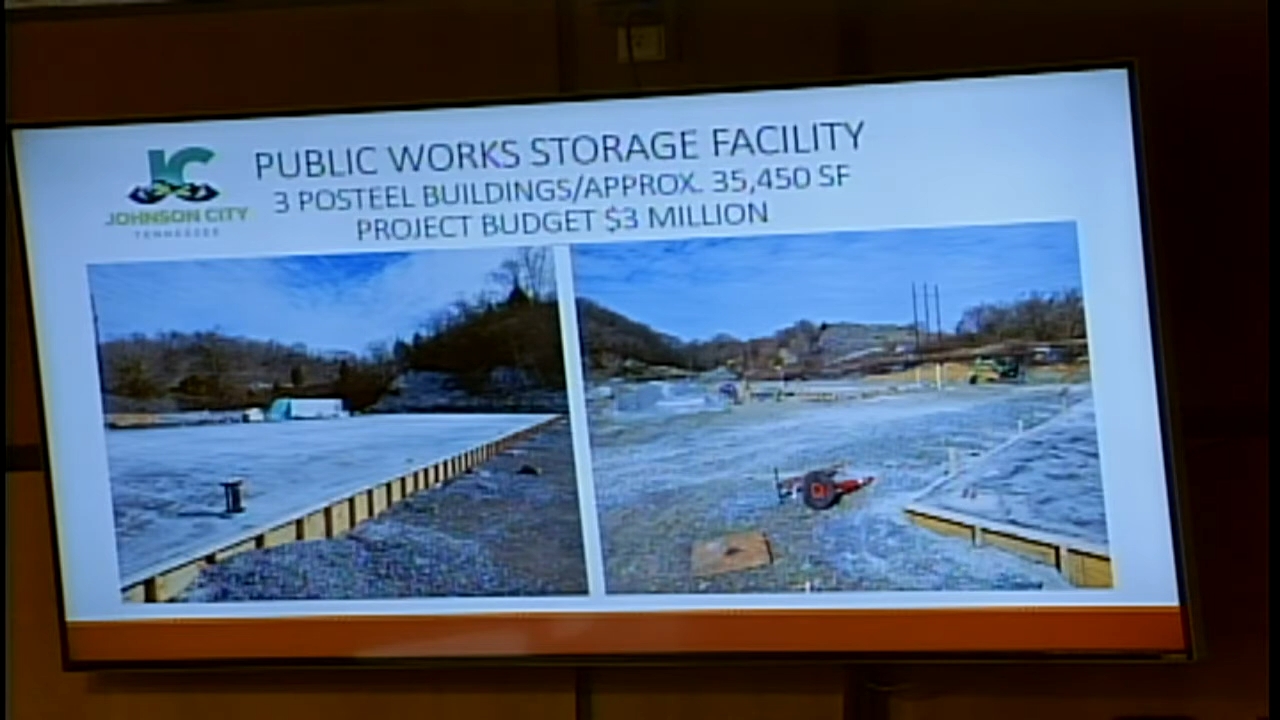 JC
JOHNSON CITY
TENNESSEE
PUBLIC WORKS STORAGE FACILITY
3 POSTEEL BUILDINGS/APPROX. 35,450 SF
PROJECT BUDGET $3 MILLION